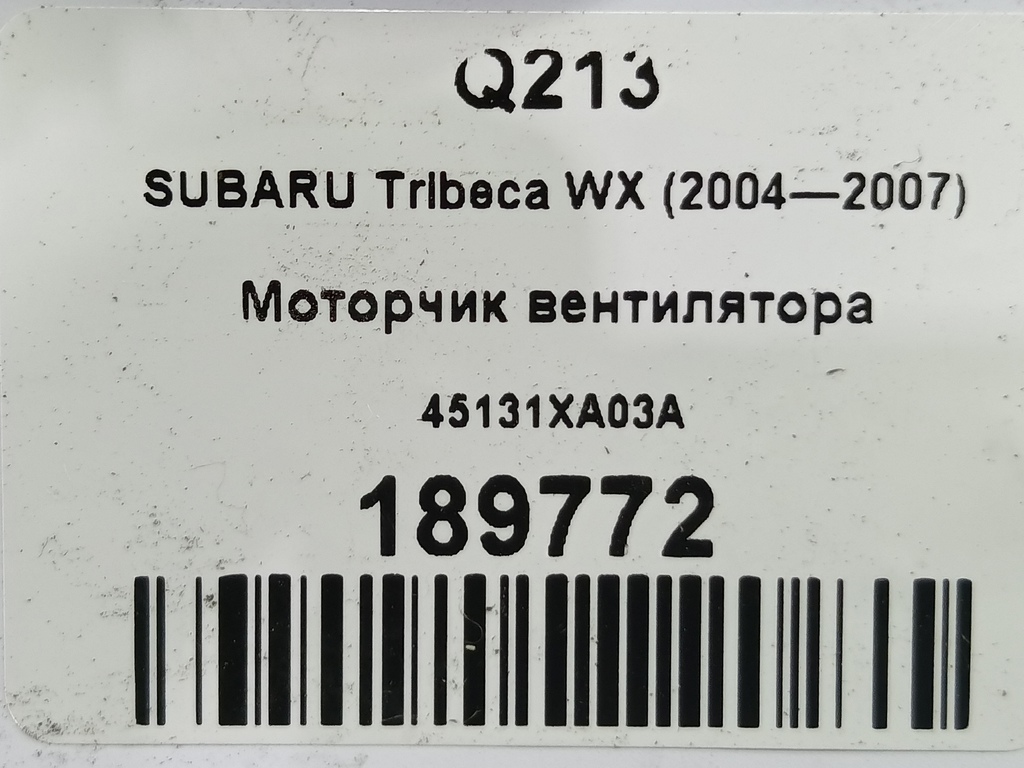 Q213
SUBARU Tribeca WX (2004—2007)
Моторчик вентилятора
45131XA03A
189772